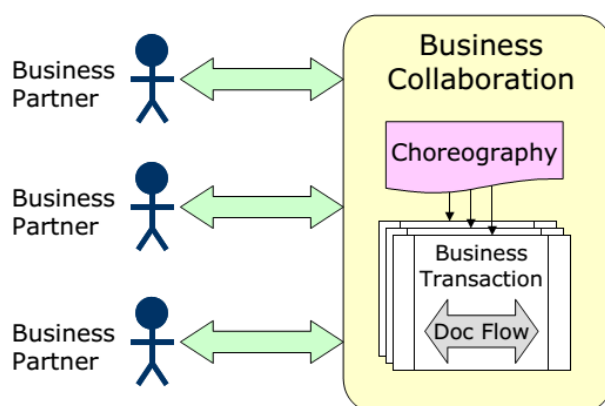 Business
Partner
Business
Partner
Business
Partner
Business
Collaboration
Choreography
Business
Transaction
Doc Flow